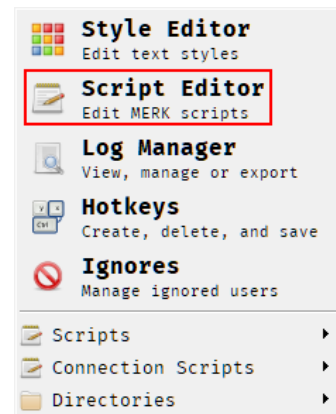 Style Editor
Edit text styles
Script Editor
Edit MERK scripts
Log Manager
View, manage or export
Hotkeys
Create, delete, and save
Ignores
Manage ignored users
Scripts
Connection Scripts
Directories